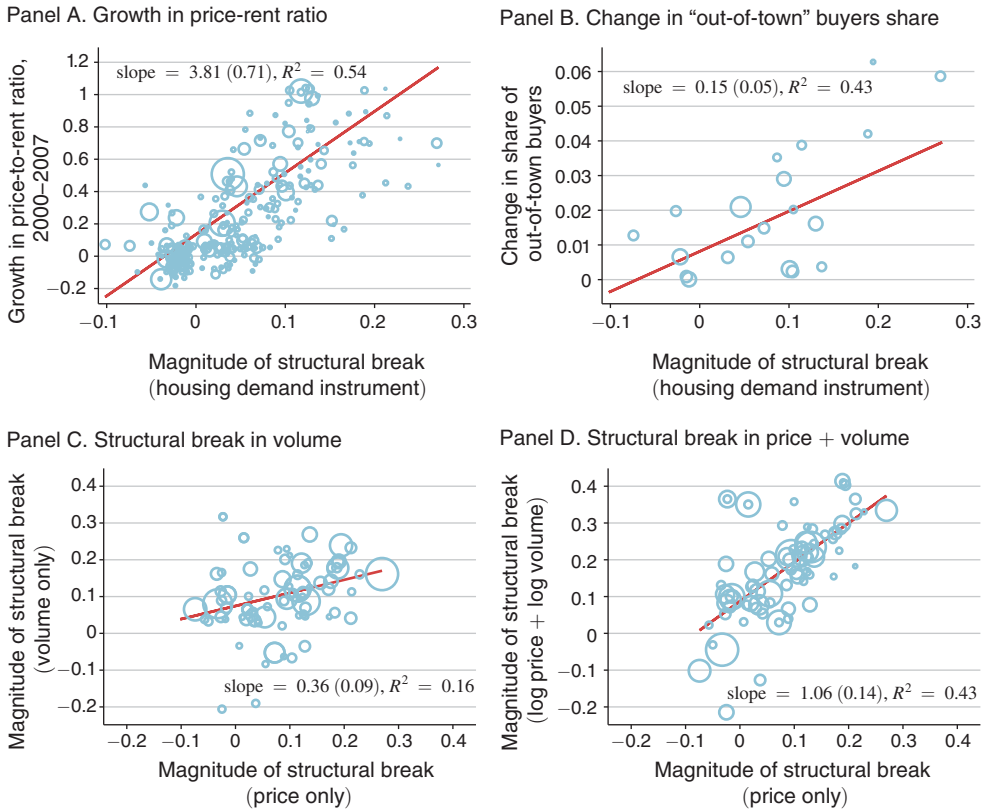 Panel A. Growth in price-rent ratio
Growth in price-to-rent ratio,
2000–2007
1.2
1
0.8
0.6
0.4
0.2
0
−0.2
slope = 3.81 (0.71), R² = 0.54
−0.1 0 0.1 0.2 0.3
Magnitude of structural break
(housing demand instrument)
Panel B. Change in “out-of-town” buyers share
Change in share of
out-of-town buyers
0.06
0.05
0.04
0.03
0.02
0.01
0
slope = 0.15 (0.05), R² = 0.43
−0.1 0 0.1 0.2 0.3
Magnitude of structural break
(housing demand instrument)
Panel C. Structural break in volume
Magnitude of structural break
(volume only)
0.4
0.3
0.2
0.1
0
−0.1
−0.2
slope = 0.36 (0.09), R² = 0.16
−0.2 −0.1 0 0.1 0.2 0.3 0.4
Magnitude of structural break
(price only)
Panel D. Structural break in price + volume
Magnitude of structural break
(log price + log volume)
0.4
0.3
0.2
0.1
0
−0.1
−0.2
slope = 1.06 (0.14), R² = 0.43
−0.2 −0.1 0 0.1 0.2 0.3 0.4
Magnitude of structural break
(price only)